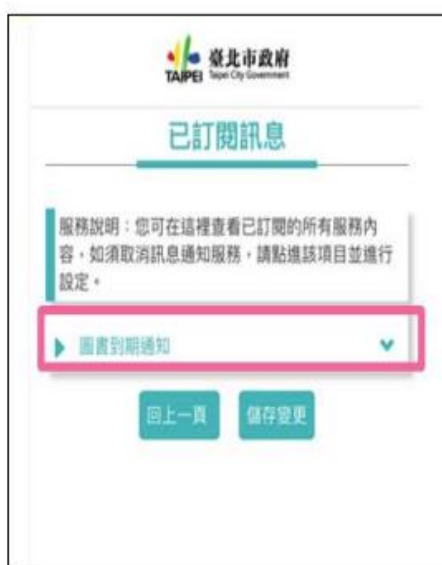 臺北市政府
TAIPEI Taipei City Government
已訂閱訊息
服務說明：您可在這裡查看已訂閱的所有服務內
容，如須取消訊息通知服務，請點進該項目並進行
設定。
圖書到期通知
回上一頁 儲存變更